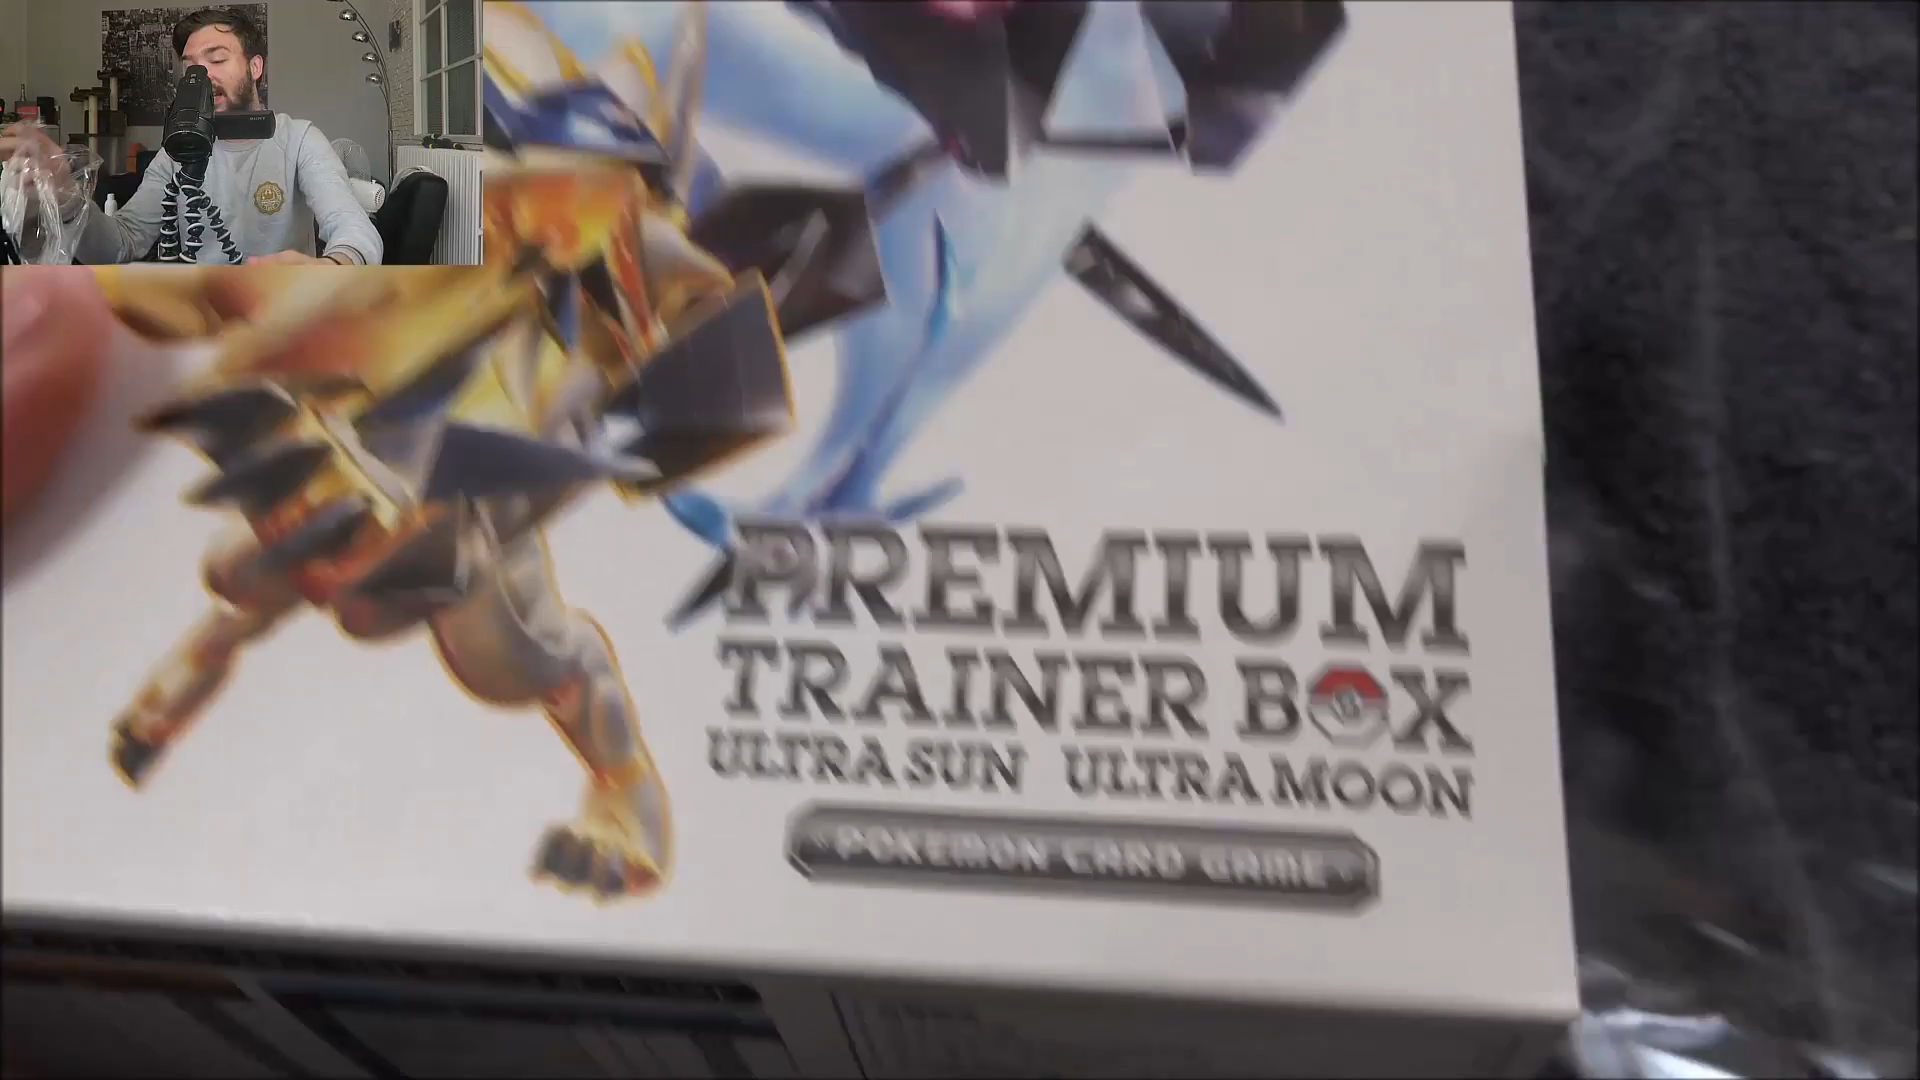 PREMIUM
TRAINER BOX
ULTRA SUN ULTRA MOON
POKEMON CARD GAME